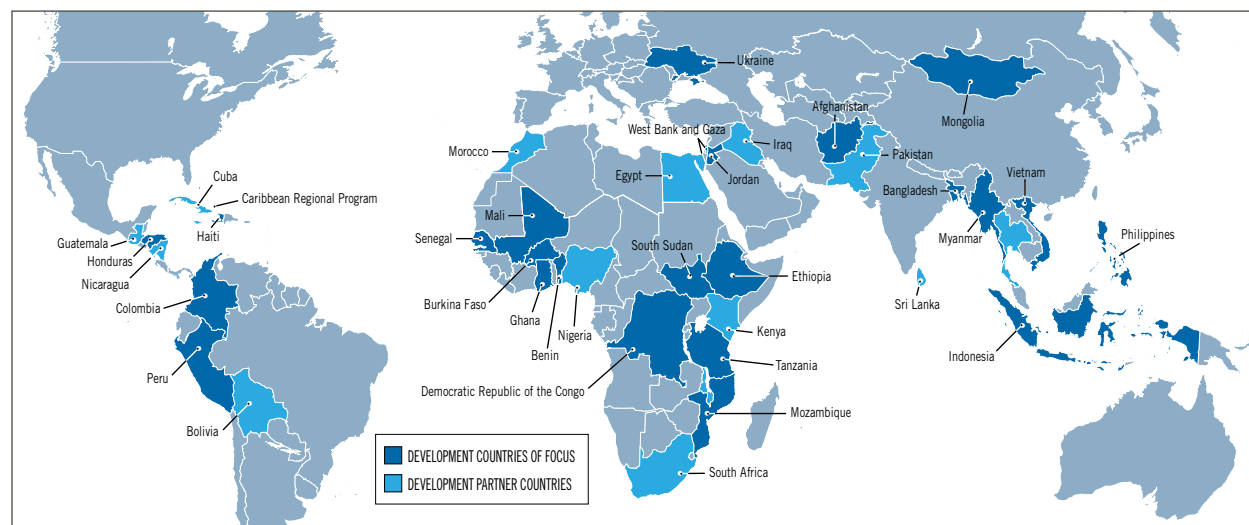 Ukraine
Mongolia
Afghanistan
West Bank and Gaza
Iraq
Pakistan
Morocco
Jordan
Egypt
Vietnam
Bangladesh
Cuba
Caribbean Regional Program
Mali
Haiti
Senegal
South Sudan
Myanmar
Philippines
Guatemala
Honduras
Nicaragua
Ethiopia
Colombia
Burkina Faso
Sri Lanka
Ghana
Nigeria
Kenya
Benin
Indonesia
Tanzania
Peru
Democratic Republic of the Congo
Mozambique
Bolivia
DEVELOPMENT COUNTRIES OF FOCUS
DEVELOPMENT PARTNER COUNTRIES
South Africa